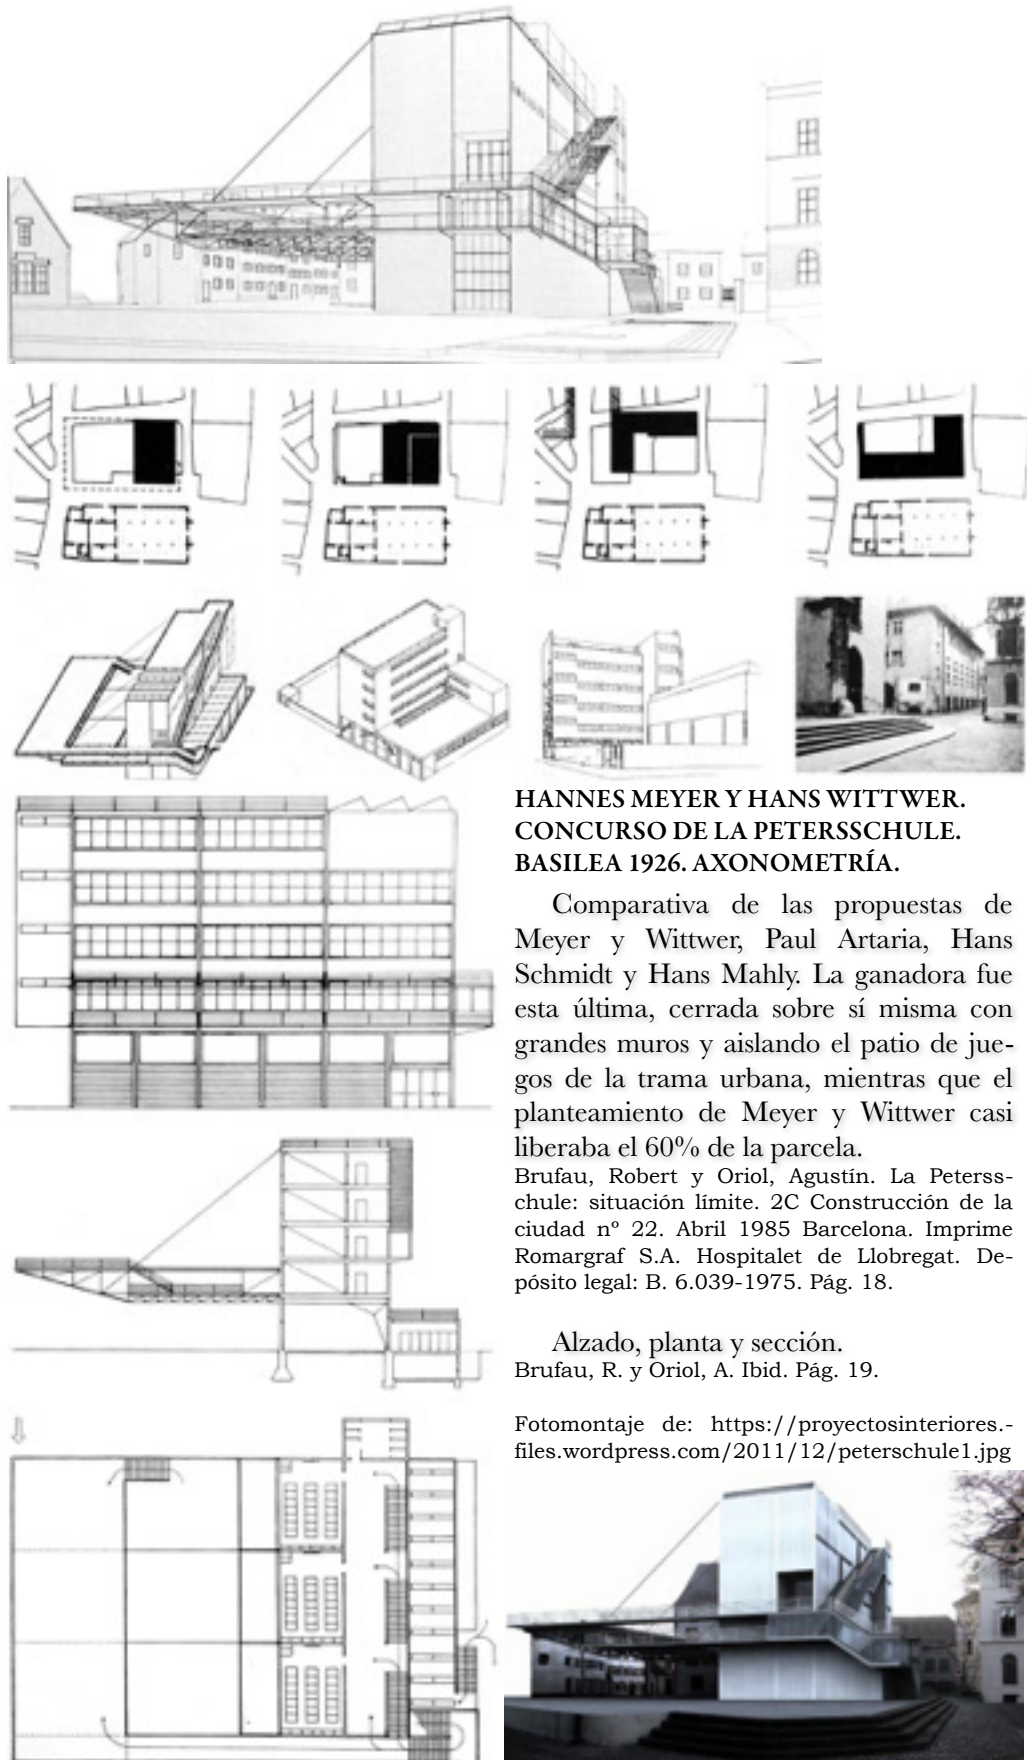 HANNES MEYER Y HANS WITTWER.
CONCURSO DE LA PETERSSCHULE.
BASILEA 1926. AXONOMETRÍA.
Comparativa de las propuestas de
Meyer y Wittwer, Paul Artaria, Hans
Schmidt y Hans Mahly. La ganadora fue
esta última, cerrada sobre sí misma con
grandes muros y aislando el patio de jue-
gos de la trama urbana, mientras que el
planteamiento de Meyer y Wittwer casi
liberaba el 60% de la parcela.
Brufau, Robert y Oriol, Agustín. La Peterss-
chule: situación límite. 2C Construcción de la
ciudad nº 22. Abril 1985 Barcelona. Imprime
Romargraf S.A. Hospitalet de Llobregat. De-
pósito legal: B. 6.039-1975. Pág. 18.
Alzado, planta y sección.
Brufau, R. y Oriol, A. Ibid. Pág. 19.
Fotomontaje de: https://proyectosinteriores.-
files.wordpress.com/2011/12/peterschule1.jpg